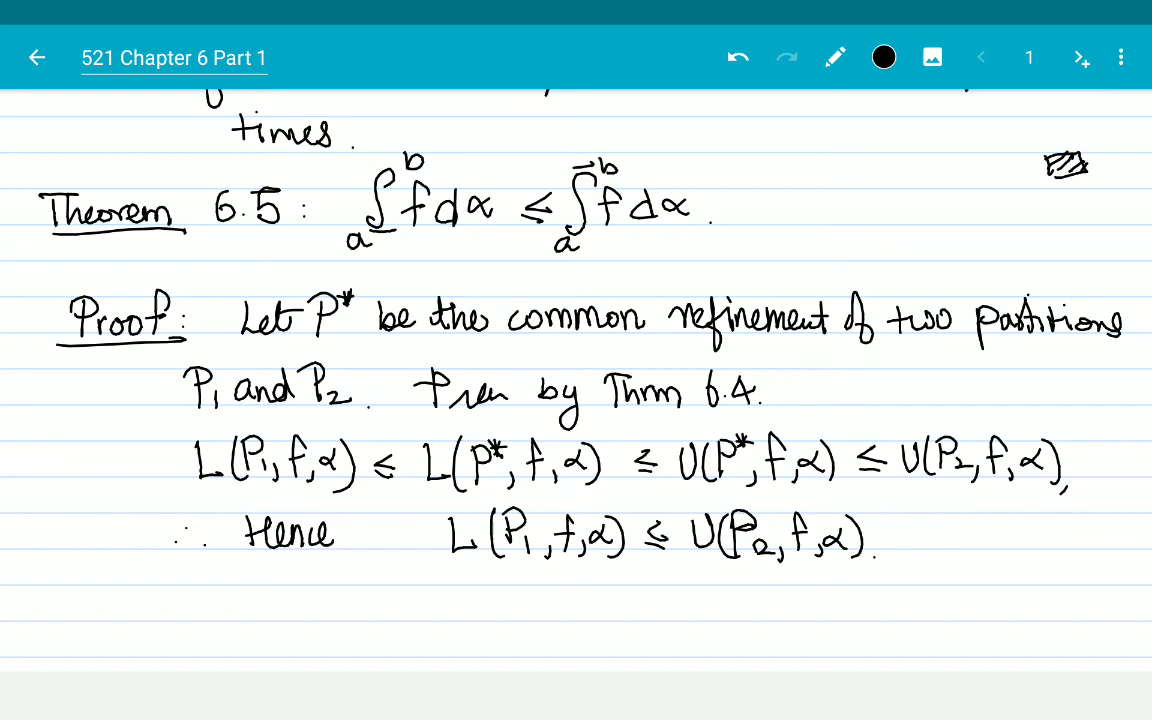 521 Chapter 6 Part 1
1
times.
Theorem 6.5: ∫_a^b f dα ≤ ∫̄_a^b f dα.
Proof: Let P* be the common refinement of two partitions
P₁ and P₂. Then by Thm 6.4.
L(P₁,f,α) ≤ L(P*,f,α) ≤ U(P*,f,α) ≤ U(P₂,f,α),
∴ Hence L(P₁,f,α) ≤ U(P₂,f,α).